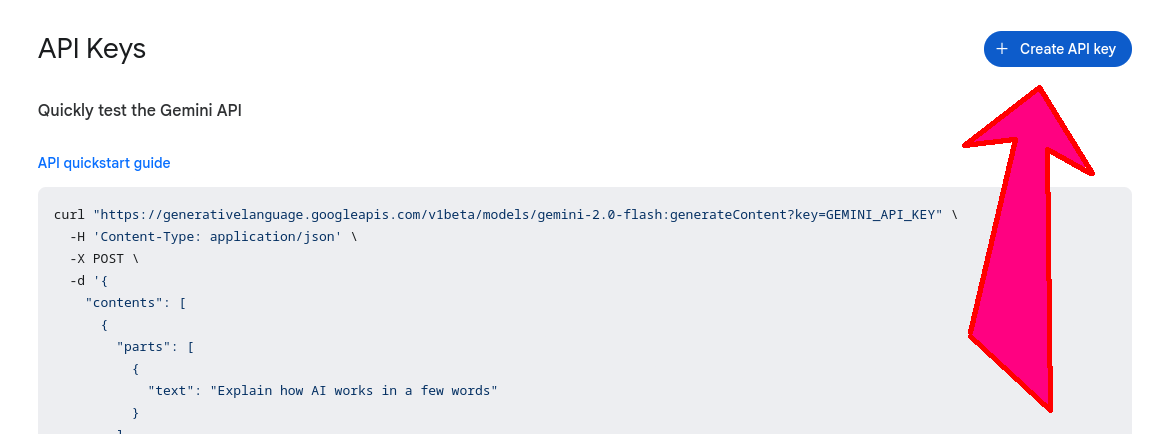 API Keys
+ Create API key
Quickly test the Gemini API
API quickstart guide
curl "https://generativelanguage.googleapis.com/v1beta/models/gemini-2.0-flash:generateContent?key=GEMINI_API_KEY" \
  -H 'Content-Type: application/json' \
  -X POST \
  -d '{
    "contents": [
      {
        "parts": [
          {
            "text": "Explain how AI works in a few words"
          }
        ]